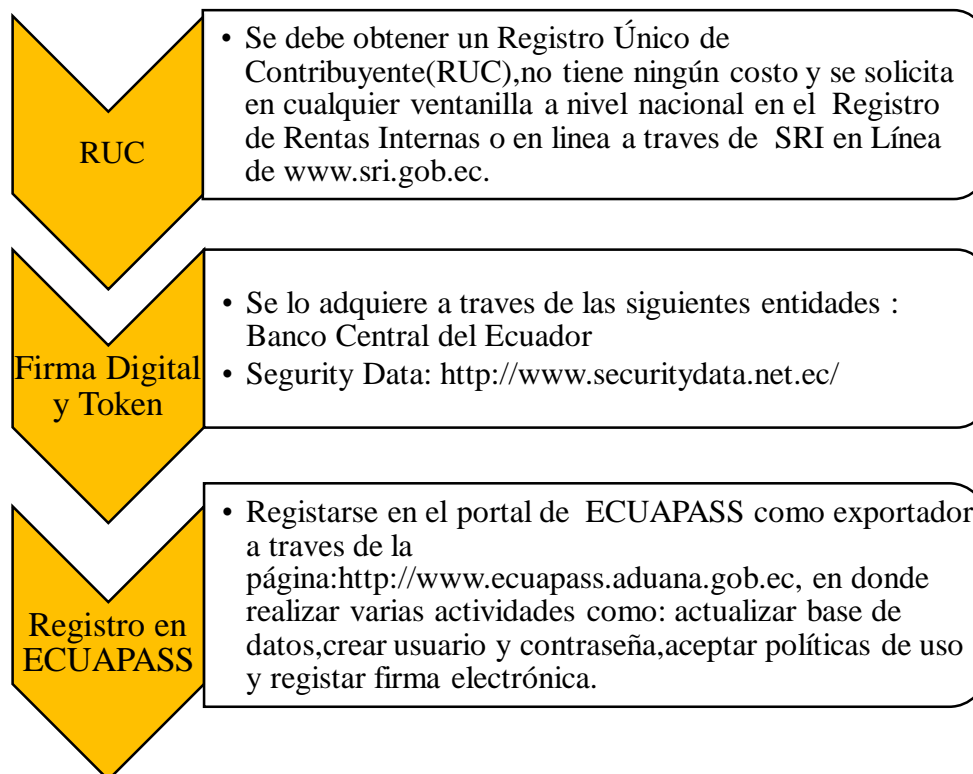 RUC
• Se debe obtener un Registro Único de
Contribuyente(RUC),no tiene ningún costo y se solicita
en cualquier ventanilla a nivel nacional en el Registro
de Rentas Internas o en linea a traves de SRI en Línea
de www.sri.gob.ec.
Firma Digital
y Token
• Se lo adquiere a traves de las siguientes entidades :
Banco Central del Ecuador
• Segurity Data: http://www.securitydata.net.ec/
Registro en
ECUAPASS
• Registarse en el portal de ECUAPASS como exportador
a traves de la
página:http://www.ecuapass.aduana.gob.ec, en donde
realizar varias actividades como: actualizar base de
datos,crear usuario y contraseña,aceptar políticas de uso
y registar firma electrónica.